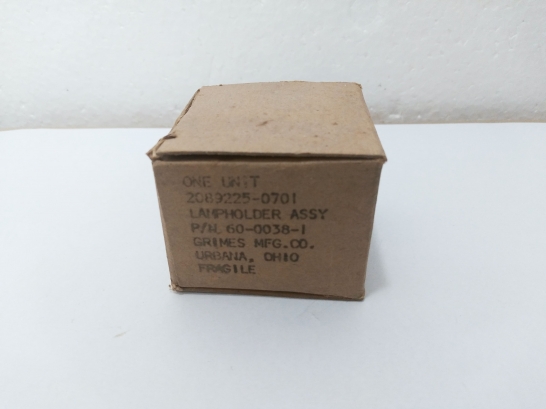 ONE UNIT
2089225-0701
LAMPHOLDER ASSY
P/N. 60-0038-1
GRIMES MFG.CO.
URBANA, OHIO
FRAGILE